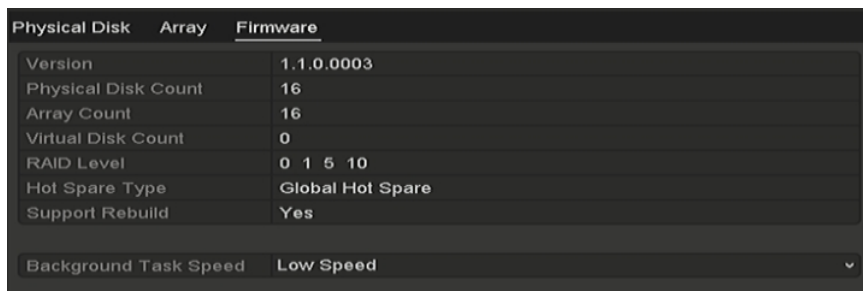 Physical Disk Array Firmware
Version 1.1.0.0003
Physical Disk Count 16
Array Count 16
Virtual Disk Count 0
RAID Level 0 1 5 10
Hot Spare Type Global Hot Spare
Support Rebuild Yes
Background Task Speed Low Speed